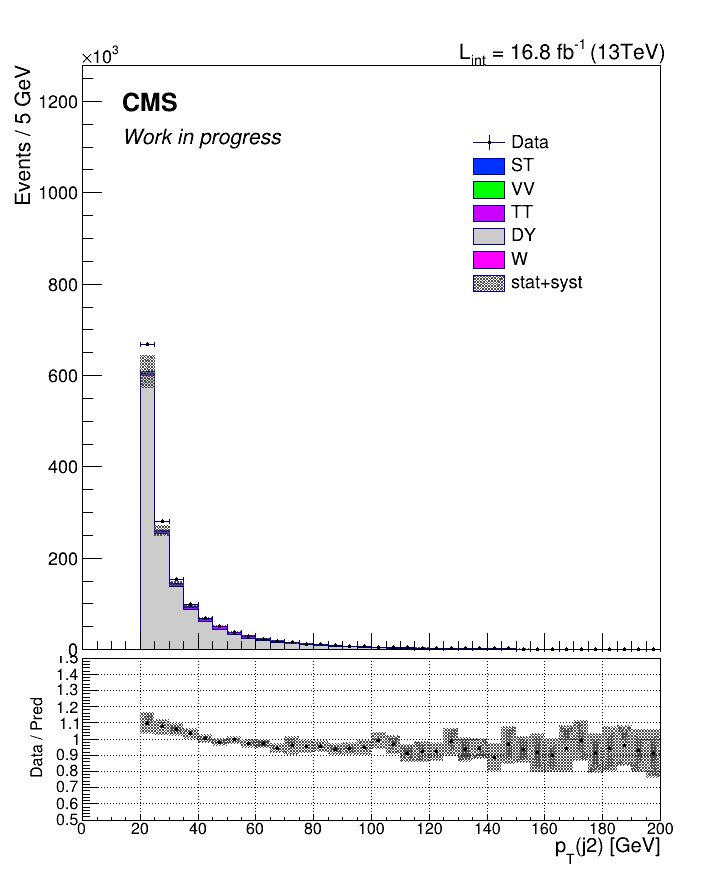 ×10³
L_int = 16.8 fb⁻¹ (13TeV)
Events / 5 GeV
CMS
Work in progress
Data
ST
VV
TT
DY
W
stat+syst
1200
1000
800
600
400
200
0
Data / Pred
1.5
1.4
1.3
1.2
1.1
1
0.9
0.8
0.7
0.6
0.5
0 20 40 60 80 100 120 140 160 180 200
p_T(j2) [GeV]